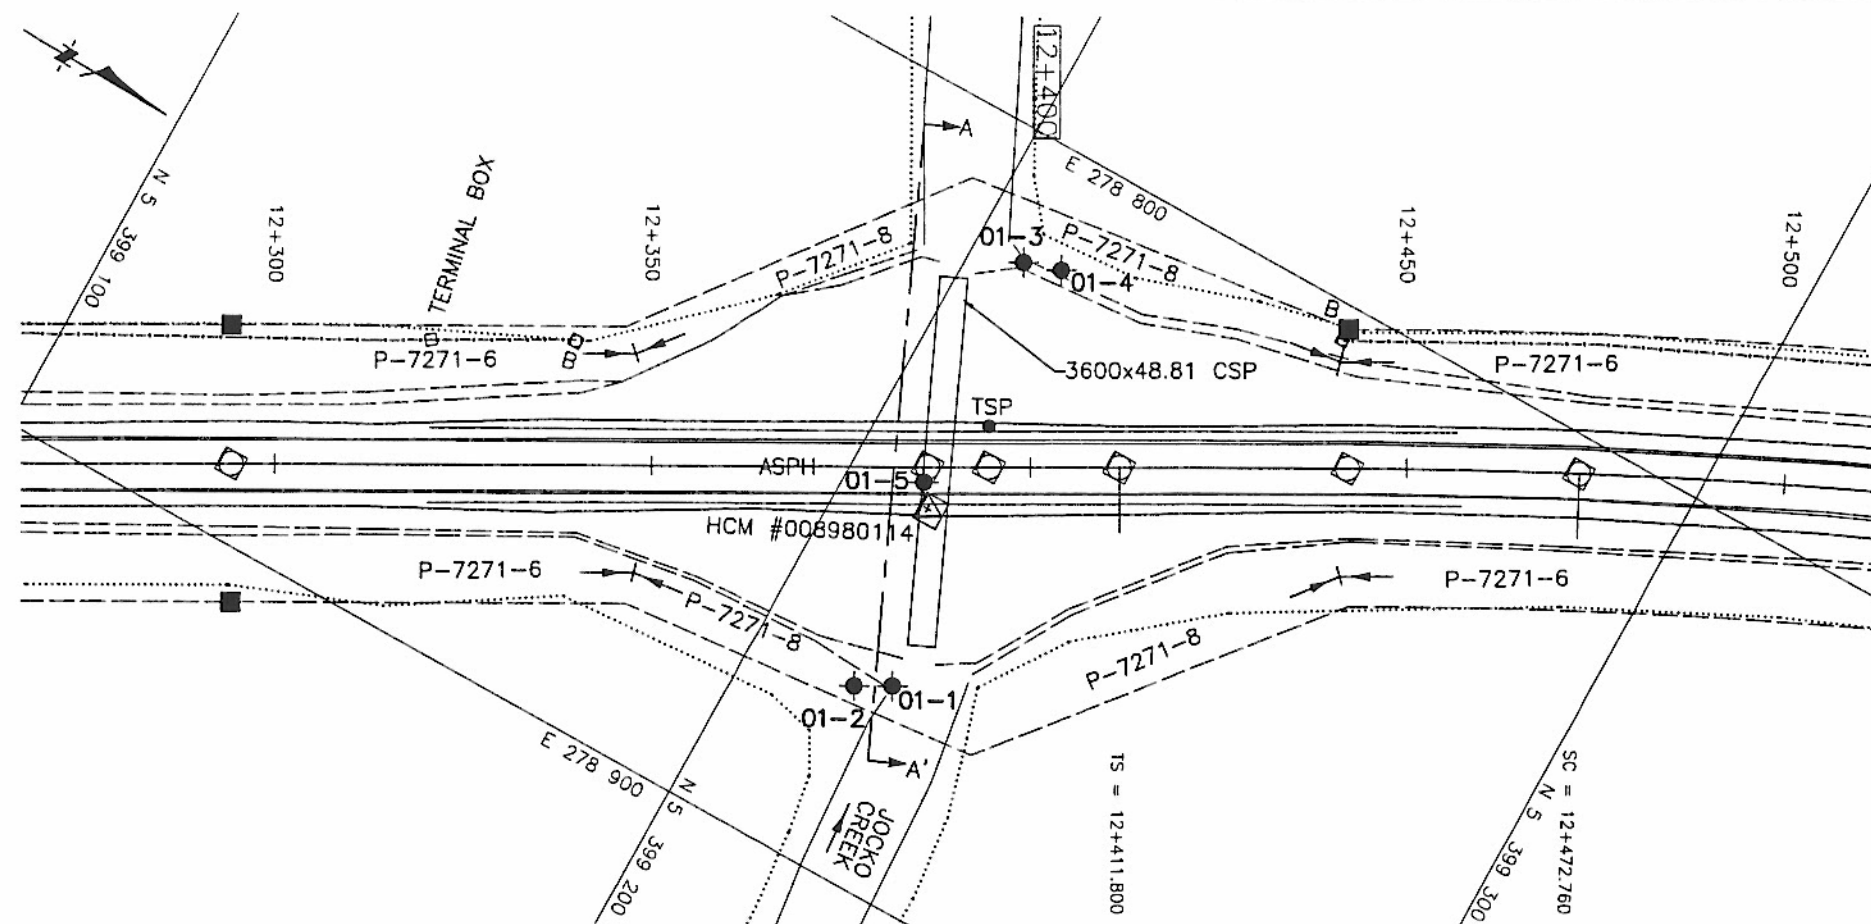 12+400
A
E 278 800
N 5 399 100
12+300
TERMINAL BOX
12+350
P-7271-8
01-3
P-7271-8
01-4
12+450
12+500
B
P-7271-6
B
P-7271-6
3600x48.81 CSP
TSP
ASPH
01-5
HCM #008980114
P-7271-6
P-7271-8
P-7271-6
P-7271-8
01-1
01-2
A'
E 278 900
N 5 399 200
JOCKO
CREEK
TS = 12+411.800
SC = 12+472.760
N 5 399 300